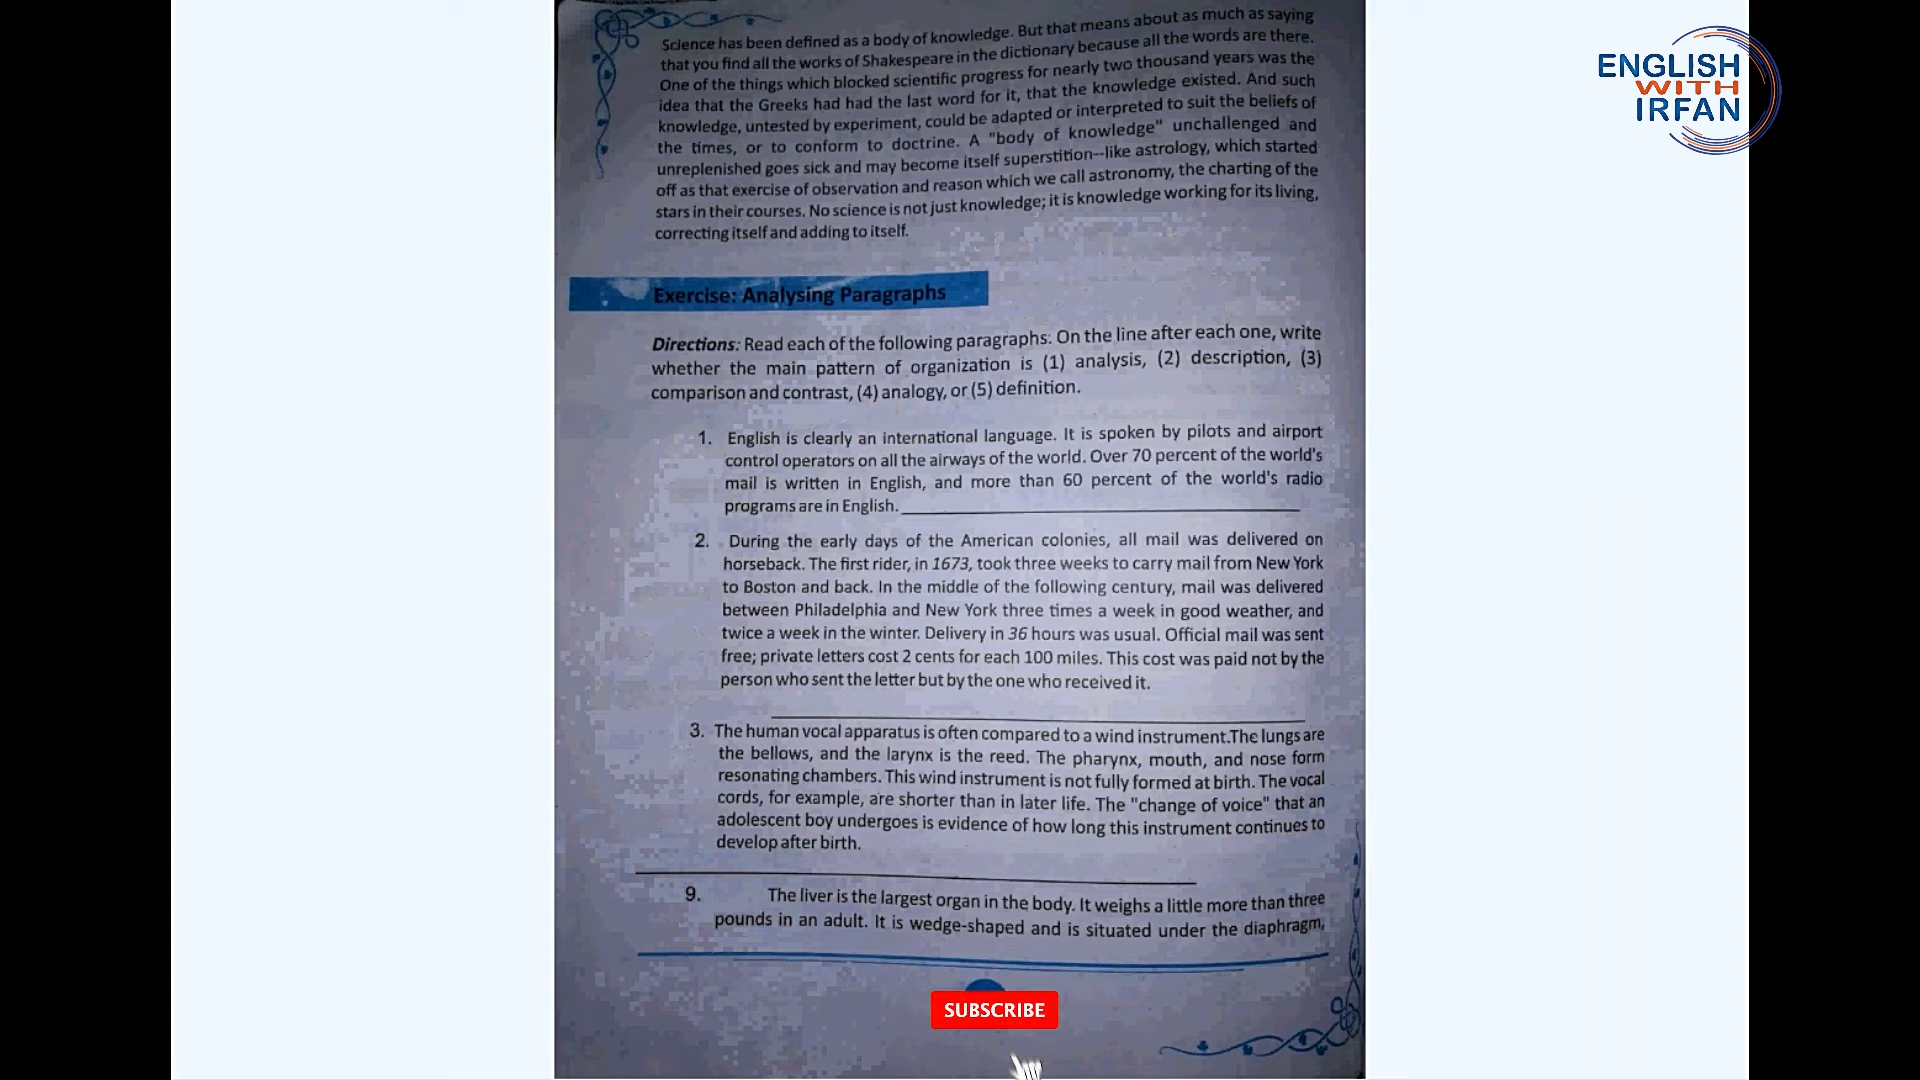 Science has been defined as a body of knowledge. But that means about as much as saying
that you find all the works of Shakespeare in the dictionary because all the words are there.
One of the things which blocked scientific progress for nearly two thousand years was the
idea that the Greeks had had the last word for it, that the knowledge existed. And such
knowledge, untested by experiment, could be adapted or interpreted to suit the beliefs of
the times, or to conform to doctrine. A "body of knowledge" unchallenged and
unreplenished goes sick and may become itself superstition--like astrology, which started
off as that exercise of observation and reason which we call astronomy, the charting of the
stars in their courses. No science is not just knowledge; it is knowledge working for its living,
correcting itself and adding to itself.
Exercise: Analysing Paragraphs
Directions: Read each of the following paragraphs: On the line after each one, write
whether the main pattern of organization is (1) analysis, (2) description, (3)
comparison and contrast, (4) analogy, or (5) definition.
1. English is clearly an international language. It is spoken by pilots and airport
control operators on all the airways of the world. Over 70 percent of the world's
mail is written in English, and more than 60 percent of the world's radio
programs are in English.
2. During the early days of the American colonies, all mail was delivered on
horseback. The first rider, in 1673, took three weeks to carry mail from New York
to Boston and back. In the middle of the following century, mail was delivered
between Philadelphia and New York three times a week in good weather, and
twice a week in the winter. Delivery in 36 hours was usual. Official mail was sent
free; private letters cost 2 cents for each 100 miles. This cost was paid not by the
person who sent the letter but by the one who received it.
3. The human vocal apparatus is often compared to a wind instrument.The lungs are
the bellows, and the larynx is the reed. The pharynx, mouth, and nose form
resonating chambers. This wind instrument is not fully formed at birth. The vocal
cords, for example, are shorter than in later life. The "change of voice" that an
adolescent boy undergoes is evidence of how long this instrument continues to
develop after birth.
9. The liver is the largest organ in the body. It weighs a little more than three
pounds in an adult. It is wedge-shaped and is situated under the diaphragm,
SUBSCRIBE
ENGLISH
WITH
IRFAN